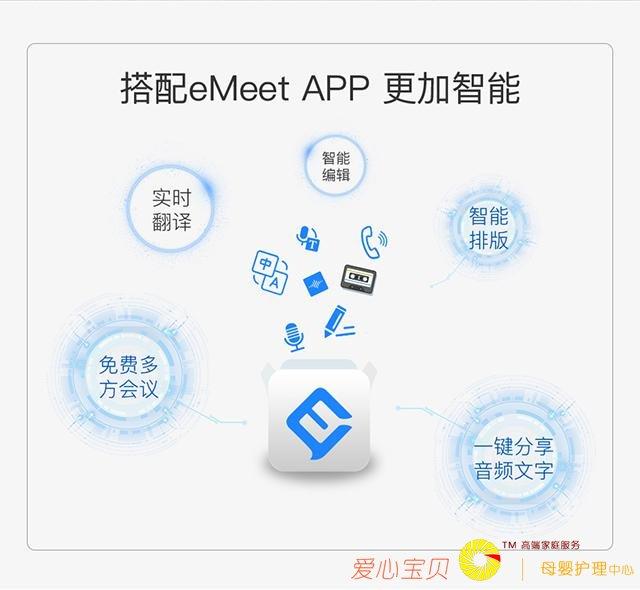 搭配eMeet APP 更加智能
智能
编辑
实时
翻译
智能
排版
T
中
A
免费多
方会议
一键分享
音频文字
TM 高端家庭服务
爱心宝贝
母婴护理中心